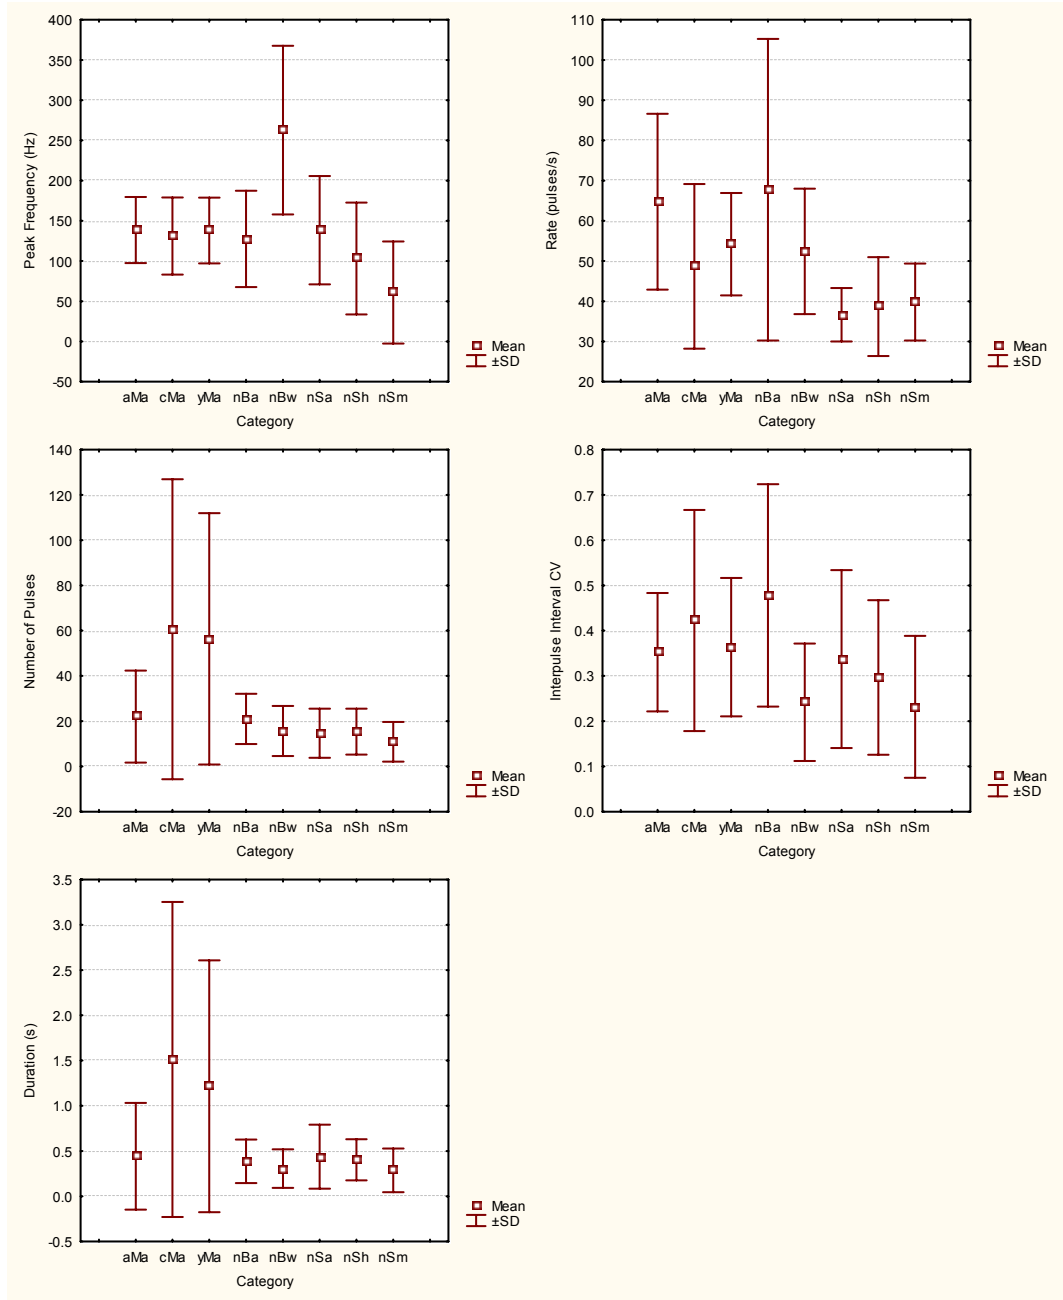 400
350
300
250
200
150
100
50
0
-50
Peak Frequency (Hz)
aMa cMa yMa nBa nBw nSa nSh nSm
Category
Mean
±SD
110
100
90
80
70
60
50
40
30
20
Rate (pulses/s)
aMa cMa yMa nBa nBw nSa nSh nSm
Category
Mean
±SD
140
120
100
80
60
40
20
0
-20
Number of Pulses
aMa cMa yMa nBa nBw nSa nSh nSm
Category
Mean
±SD
0.8
0.7
0.6
0.5
0.4
0.3
0.2
0.1
0.0
Interpulse Interval CV
aMa cMa yMa nBa nBw nSa nSh nSm
Category
Mean
±SD
3.5
3.0
2.5
2.0
1.5
1.0
0.5
0.0
-0.5
Duration (s)
aMa cMa yMa nBa nBw nSa nSh nSm
Category
Mean
±SD